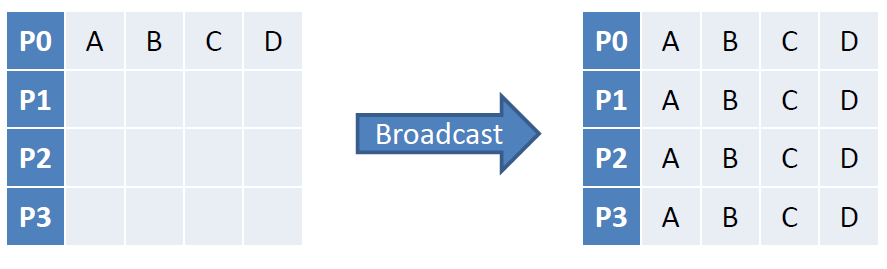 P0 A B C D
P1
P2
P3
Broadcast
P0 A B C D
P1 A B C D
P2 A B C D
P3 A B C D